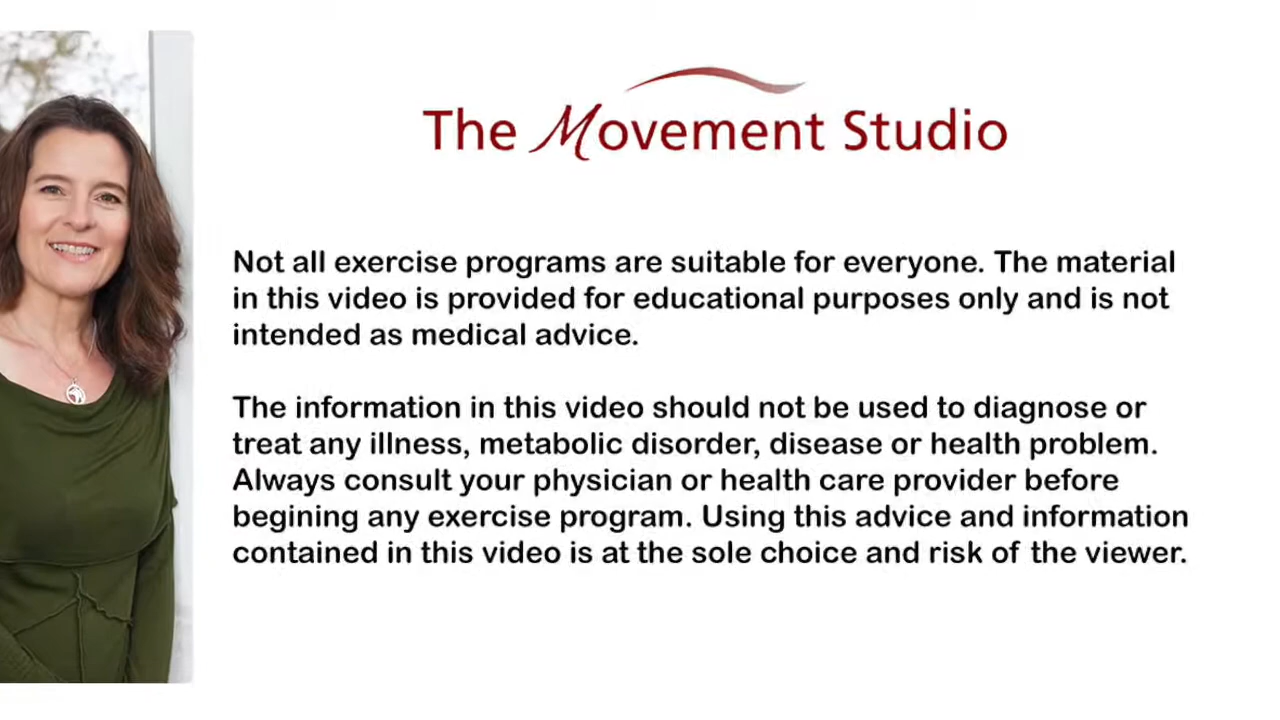 The Movement Studio
Not all exercise programs are suitable for everyone. The material
in this video is provided for educational purposes only and is not
intended as medical advice.
The information in this video should not be used to diagnose or
treat any illness, metabolic disorder, disease or health problem.
Always consult your physician or health care provider before
begining any exercise program. Using this advice and information
contained in this video is at the sole choice and risk of the viewer.